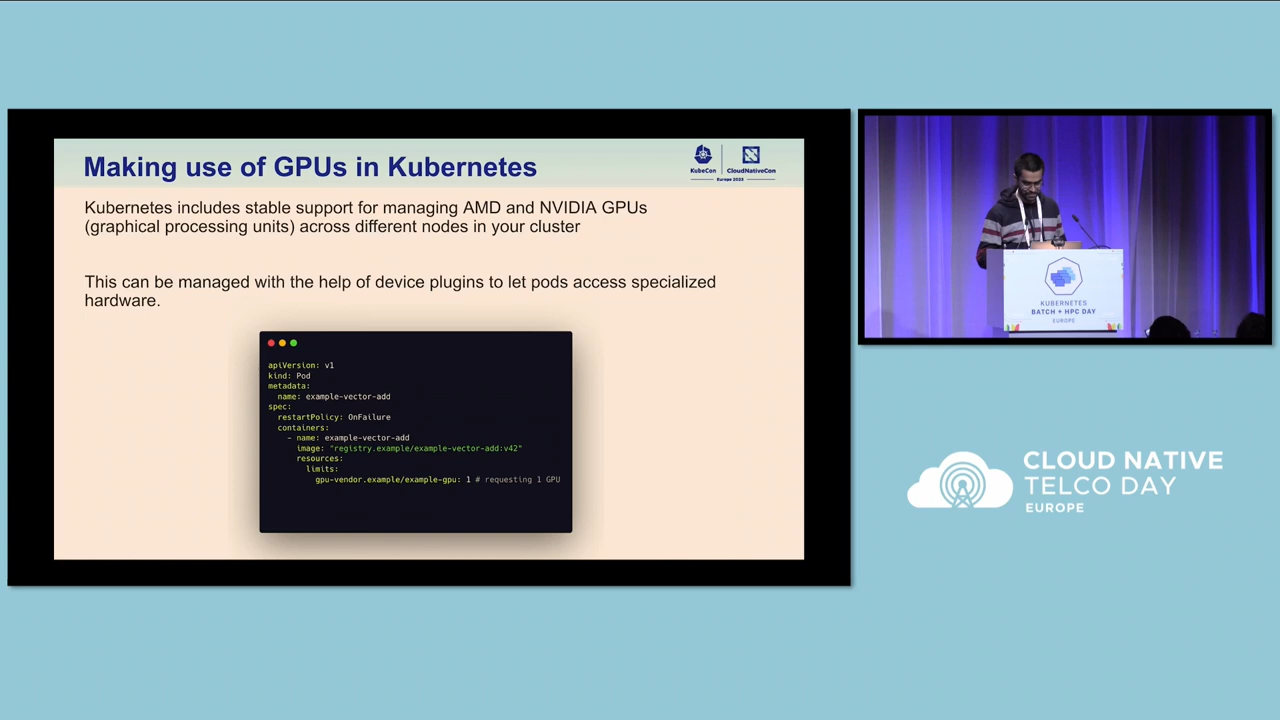 Making use of GPUs in Kubernetes
KubeCon
CloudNativeCon
Europe 2023
Kubernetes includes stable support for managing AMD and NVIDIA GPUs
(graphical processing units) across different nodes in your cluster
This can be managed with the help of device plugins to let pods access specialized
hardware.
apiVersion: v1
kind: Pod
metadata:
name: example-vector-add
spec:
restartPolicy: OnFailure
containers:
- name: example-vector-add
image: "registry.example/example-vector-add:v42"
resources:
limits:
gpu-vendor.example/example-gpu: 1 # requesting 1 GPU
KUBERNETES
BATCH + HPC DAY
EUROPE
CLOUD NATIVE
TELCO DAY
EUROPE